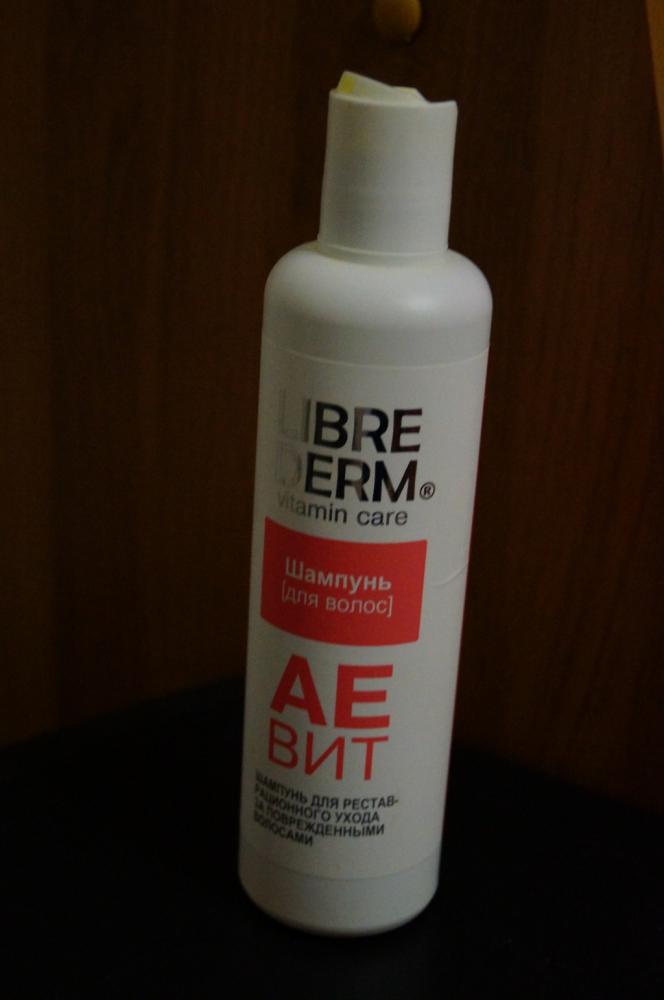 LIBRE
DERM®
vitamin care
Шампунь
[для волос]
АЕ
ВИТ
ШАМПУНЬ ДЛЯ РЕСТАВ-
РАЦИОННОГО УХОДА
ЗА ПОВРЕЖДЕННЫМИ
ВОЛОСАМИ